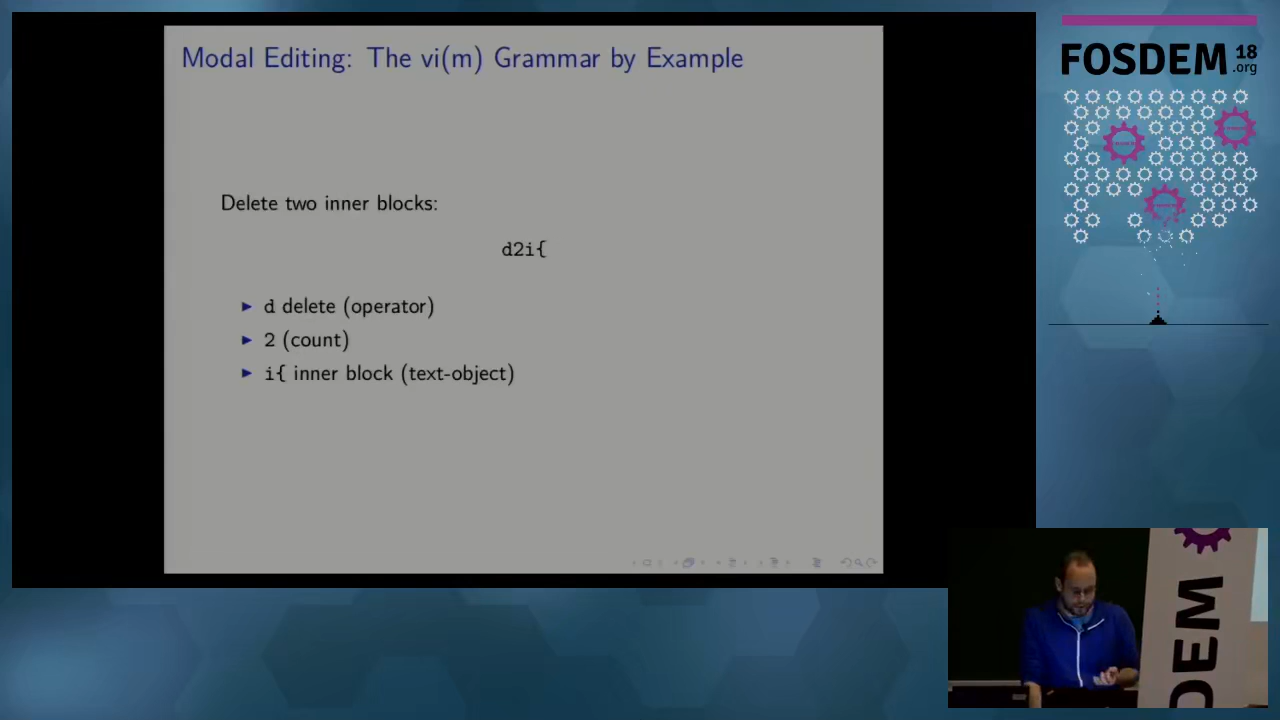 Modal Editing: The vi(m) Grammar by Example
Delete two inner blocks:
d2i{
d delete (operator)
2 (count)
i{ inner block (text-object)
FOSDEM 18
.org
DEM